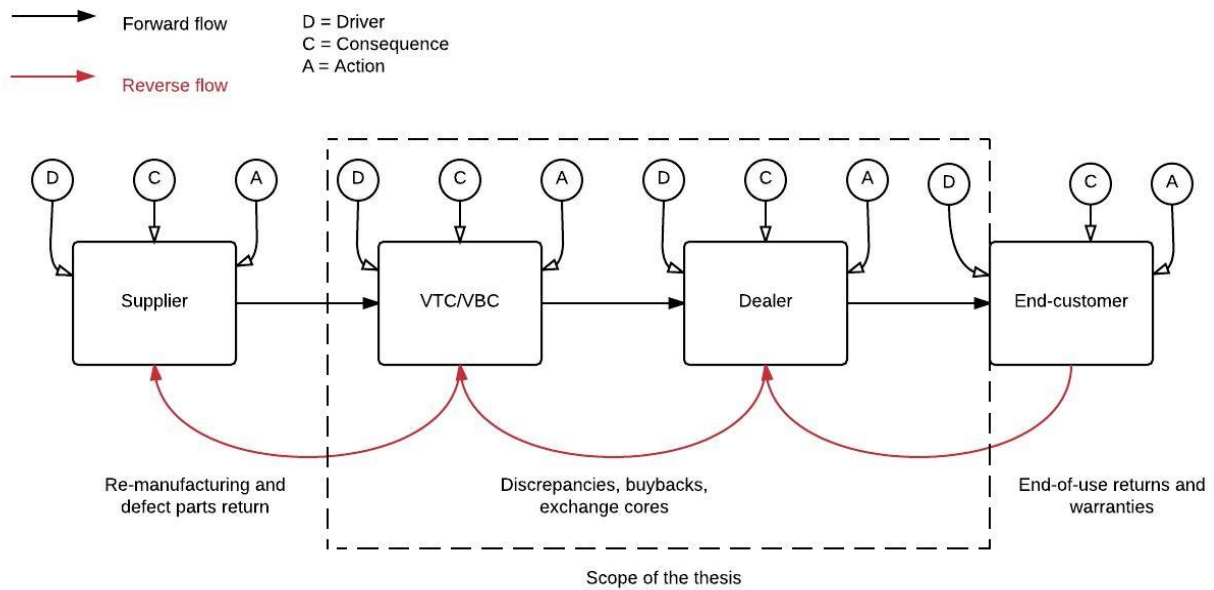 Forward flow
Reverse flow
D = Driver
C = Consequence
A = Action
D
C
A
D
C
A
D
C
A
D
C
A
Supplier
VTC/VBC
Dealer
End-customer
Re-manufacturing and
defect parts return
Discrepancies, buybacks,
exchange cores
End-of-use returns and
warranties
Scope of the thesis